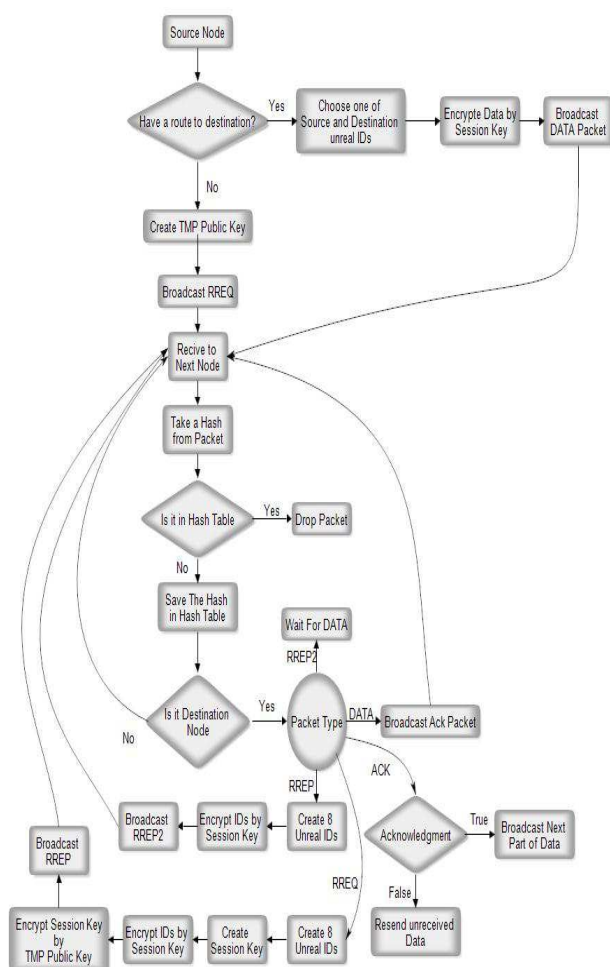 Source Node
Have a route to destination?
Yes
Choose one of
Source and Destination
unreal IDs
Encrypte Data by
Session Key
Broadcast
DATA Packet
No
Create TMP Public Key
Broadcast RREQ
Recive to
Next Node
Take a Hash
from Packet
Is it in Hash Table
Yes
Drop Packet
No
Save The Hash
in Hash Table
Wait For DATA
RREP2
Is it Destination
Node
Yes
No
Packet Type
DATA
Broadcast Ack Packet
RREP
ACK
Broadcast
RREP2
Encrypt IDs by
Session Key
Create 8
Unreal IDs
Acknowledgment
True
Broadcast Next
Part of Data
Broadcast
RREP
RREQ
False
Resend unreceived
Data
Encrypt Session Key
by
TMP Public Key
Encrypt IDs by
Session Key
Create
Session Key
Create 8
Unreal IDs